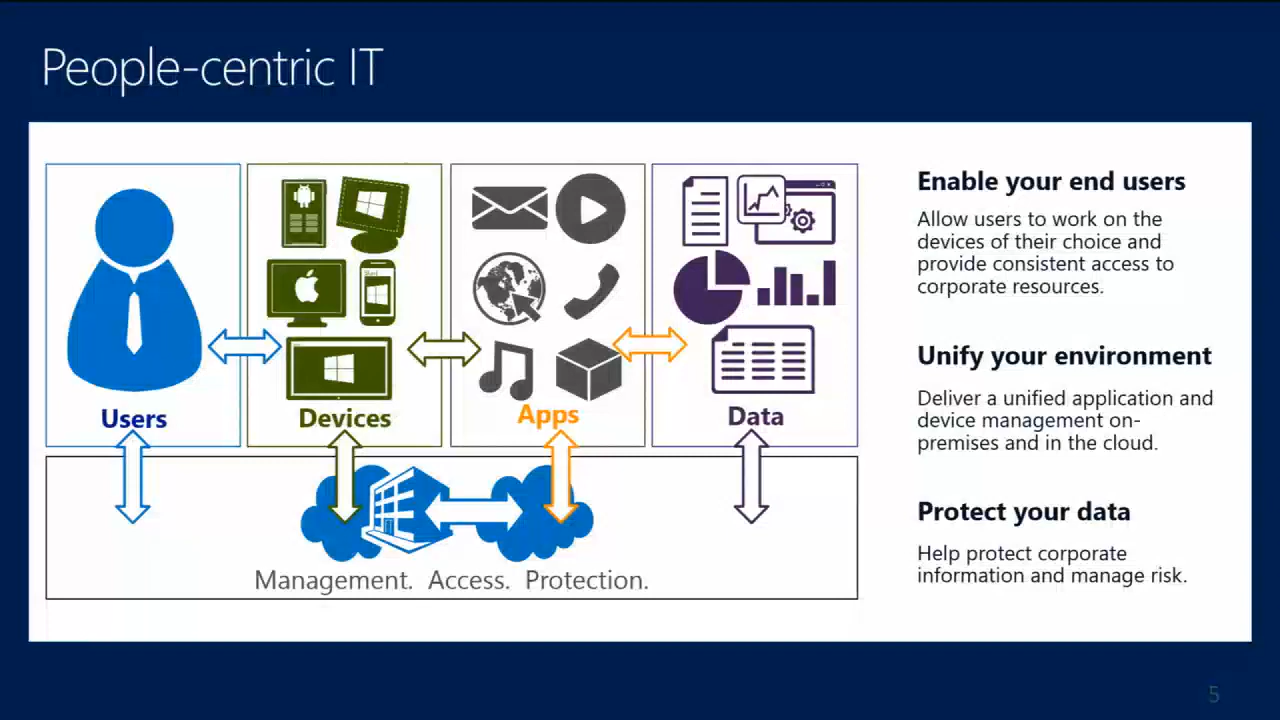 People-centric IT
Users
Devices
Apps
Data
Management. Access. Protection.
Enable your end users
Allow users to work on the
devices of their choice and
provide consistent access to
corporate resources.
Unify your environment
Deliver a unified application and
device management on-
premises and in the cloud.
Protect your data
Help protect corporate
information and manage risk.
5